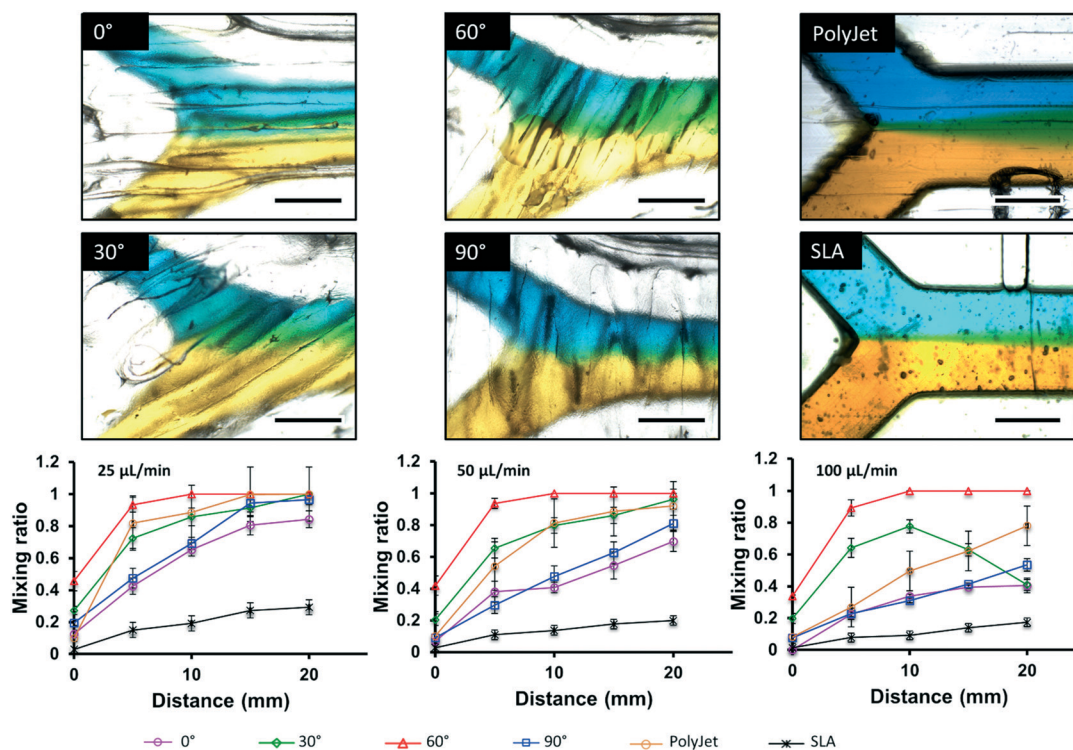 0° 60° PolyJet
30° 90° SLA
25 µL/min 50 µL/min 100 µL/min
Mixing ratio Mixing ratio Mixing ratio
1.2 1.2 1.2
1 1 1
0.8 0.8 0.8
0.6 0.6 0.6
0.4 0.4 0.4
0.2 0.2 0.2
0 0 0
0 10 20 0 10 20 0 10 20
Distance (mm) Distance (mm) Distance (mm)
0° 30° 60° 90° PolyJet SLA